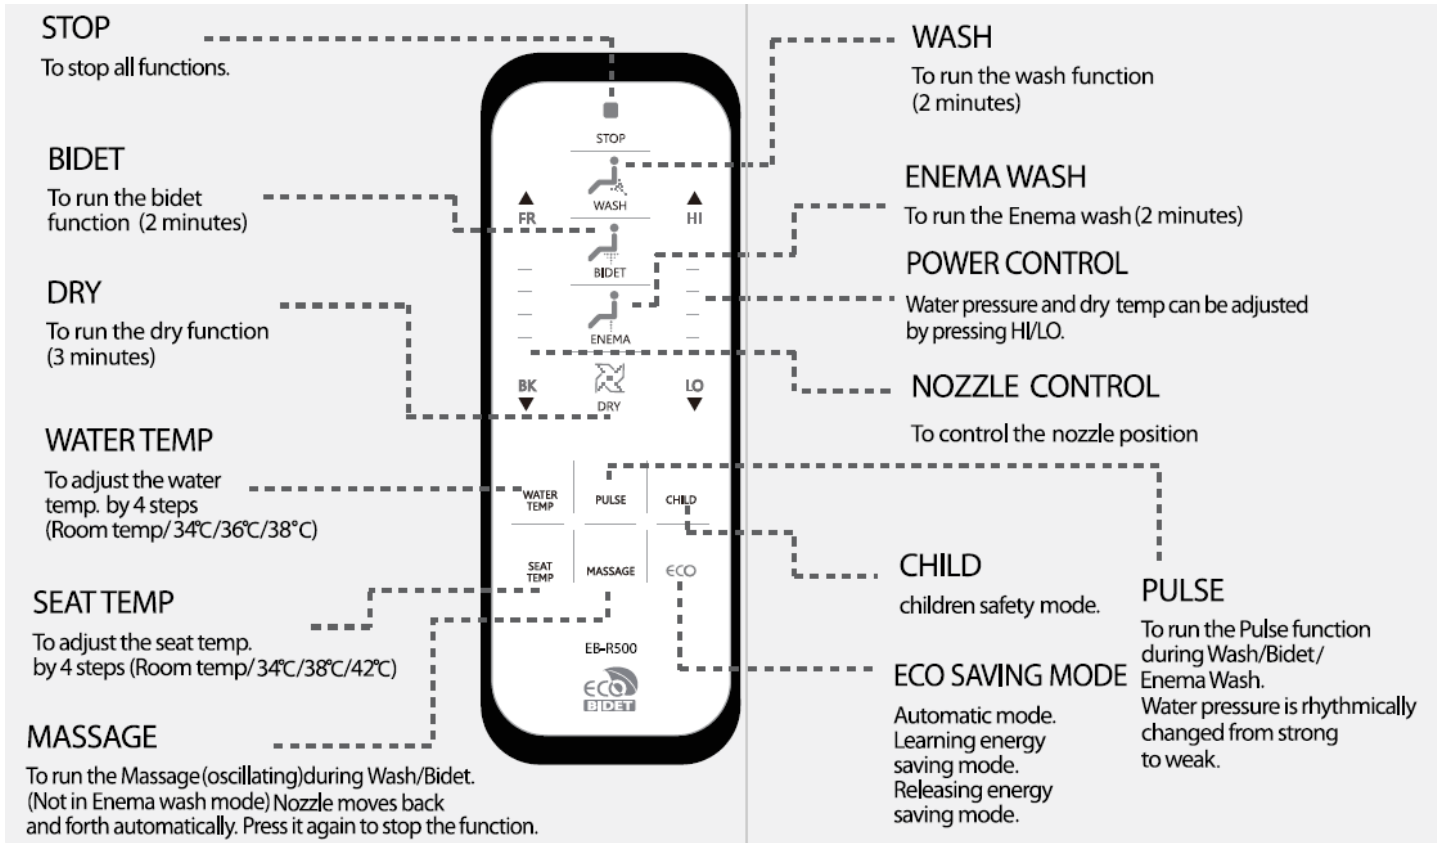 STOP
To stop all functions.
BIDET
To run the bidet
function (2 minutes)
DRY
To run the dry function
(3 minutes)
WATER TEMP
To adjust the water
temp. by 4 steps
(Room temp/34℃/36℃/38°C)
SEAT TEMP
To adjust the seat temp.
by 4 steps (Room temp/34℃/38℃/42℃)
MASSAGE
To run the Massage(oscillating)during Wash/Bidet.
(Not in Enema wash mode) Nozzle moves back
and forth automatically. Press it again to stop the function.
STOP
WASH
FR
HI
BIDET
ENEMA
BK
LO
DRY
WATER
TEMP
PULSE
CHILD
SEAT
TEMP
MASSAGE
eco
EB-R500
eco
BIDET
WASH
To run the wash function
(2 minutes)
ENEMA WASH
To run the Enema wash(2 minutes)
POWER CONTROL
Water pressure and dry temp can be adjusted
by pressing HI/LO.
NOZZLE CONTROL
To control the nozzle position
CHILD
children safety mode.
ECO SAVING MODE
Automatic mode.
Learning energy
saving mode.
Releasing energy
saving mode.
PULSE
To run the Pulse function
during Wash/Bidet/
Enema Wash.
Water pressure is rhythmically
changed from strong
to weak.